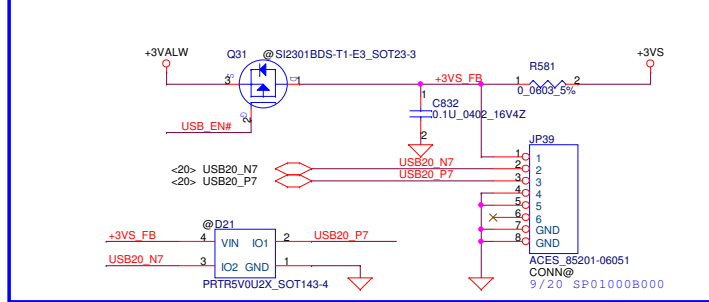 +3VALW
Q31
@SI2301BDS-T1-E3_SOT23-3
+3VS
R581
3
S
D
1
+3VS_FB
1
2
0_0603_5%
G
2
1
C832
0.1U_0402_16V4Z
2
USB_EN#
JP39
<20> USB20_N7
USB20_N7
<20> USB20_P7
USB20_P7
1
1
2
2
3
3
4
4
5
5
6
6
7
GND
8
GND
ACES_85201-06051
CONN@
9/20 SP01000B000
@D21
+3VS_FB
4
VIN
IO1
2
USB20_P7
USB20_N7
3
IO2
GND
1
PRTR5V0U2X_SOT143-4